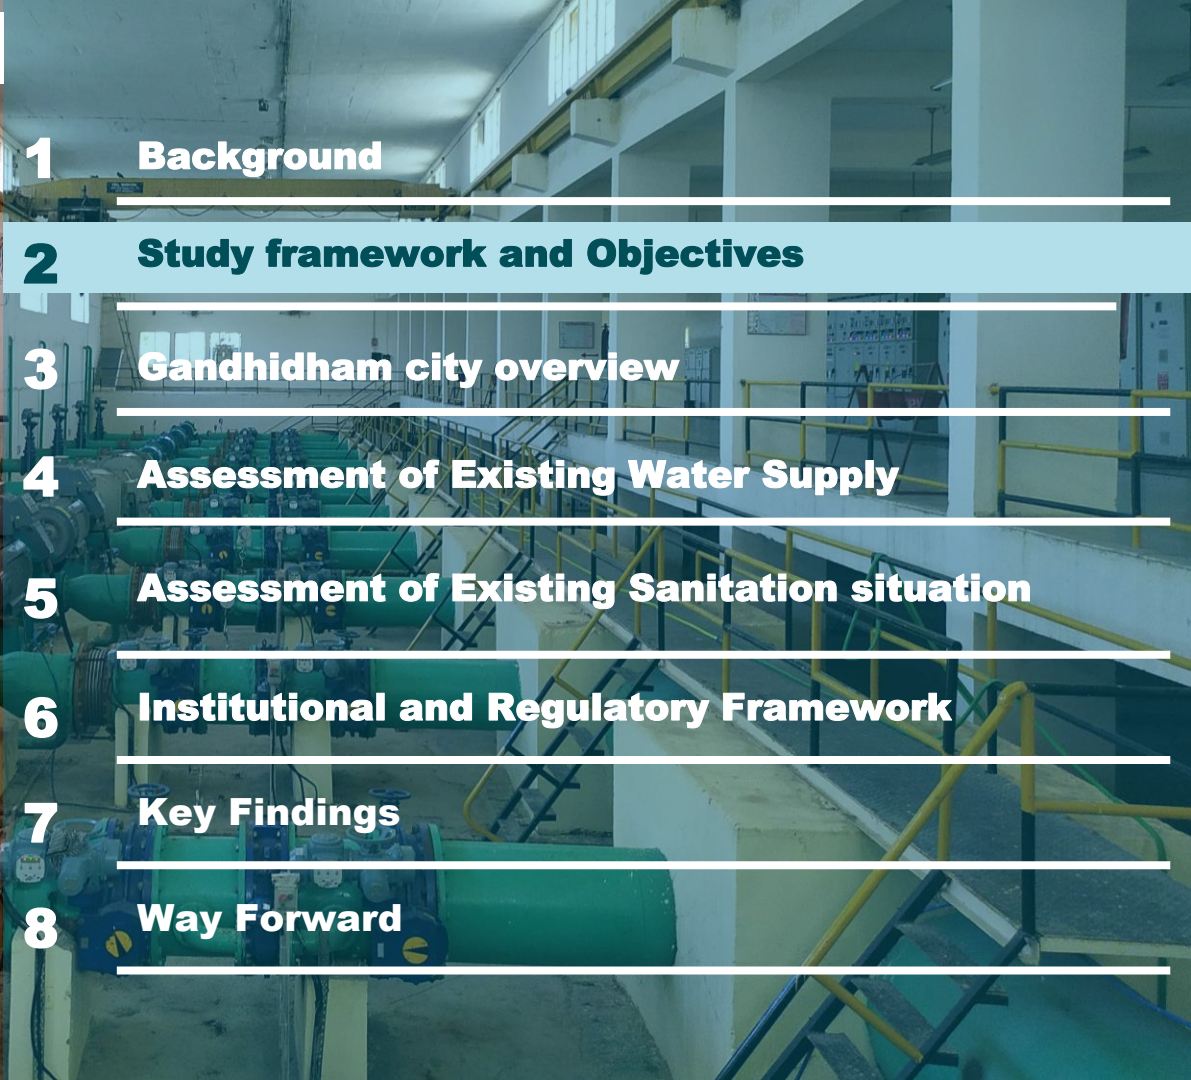 1 Background
2 Study framework and Objectives
3 Gandhidham city overview
4 Assessment of Existing Water Supply
5 Assessment of Existing Sanitation situation
6 Institutional and Regulatory Framework
7 Key Findings
8 Way Forward